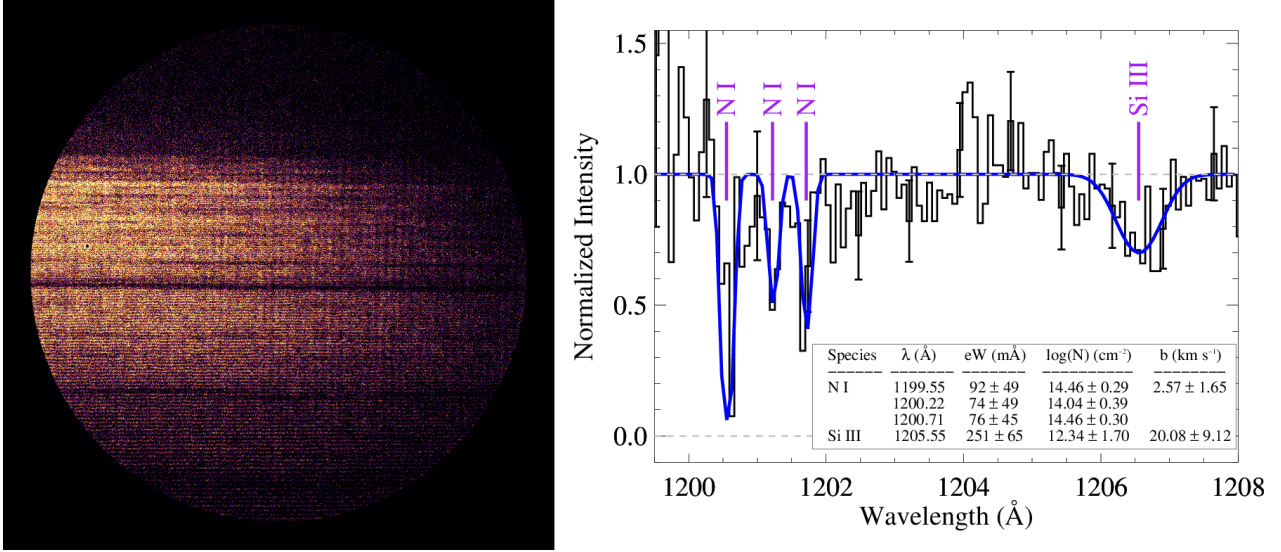 1.5
1.0
0.5
0.0
Normalized Intensity
N I
N I
N I
Si III
Species λ (Å) eW (mÅ) log(N) (cm⁻²) b (km s⁻¹)
N I 1199.55 92 ± 49 14.46 ± 0.29 2.57 ± 1.65
1200.22 74 ± 49 14.04 ± 0.39
1200.71 76 ± 45 14.46 ± 0.30
Si III 1205.55 251 ± 65 12.34 ± 1.70 20.08 ± 9.12
1200 1202 1204 1206 1208
Wavelength (Å)